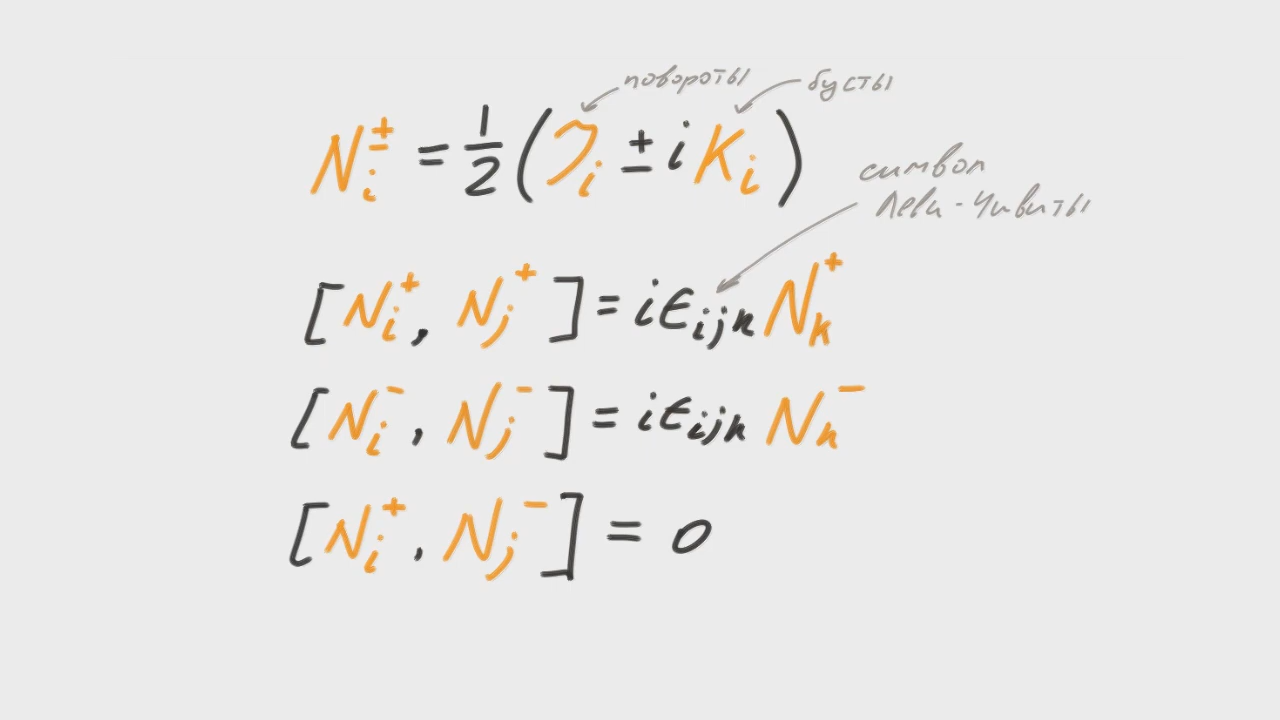 повороты бусты
N_i^± = 1/2 (J_i ± i K_i)
символ
Леви-Чивиты
[N_i^+, N_j^+] = iϵ_ijk N_k^+
[N_i^-, N_j^-] = iϵ_ijk N_k^-
[N_i^+, N_j^-] = 0